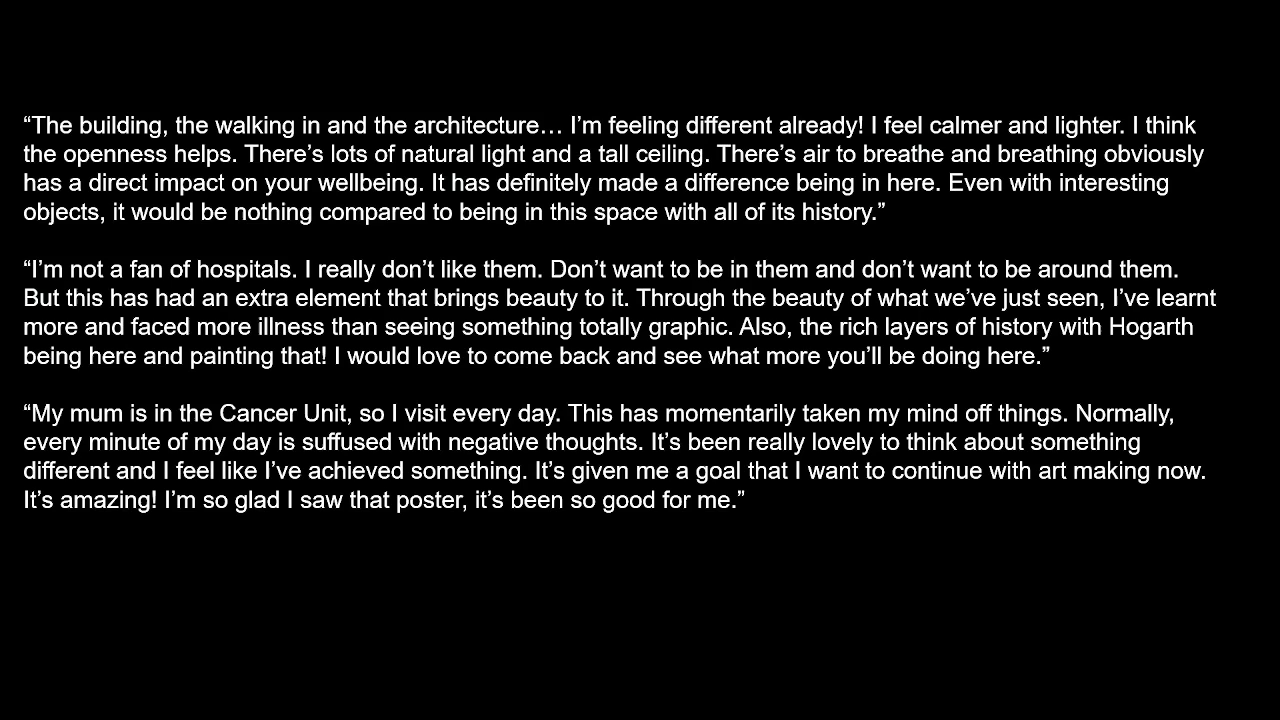 “The building, the walking in and the architecture… I’m feeling different already! I feel calmer and lighter. I think
the openness helps. There’s lots of natural light and a tall ceiling. There’s air to breathe and breathing obviously
has a direct impact on your wellbeing. It has definitely made a difference being in here. Even with interesting
objects, it would be nothing compared to being in this space with all of its history.”
“I’m not a fan of hospitals. I really don’t like them. Don’t want to be in them and don’t want to be around them.
But this has had an extra element that brings beauty to it. Through the beauty of what we’ve just seen, I’ve learnt
more and faced more illness than seeing something totally graphic. Also, the rich layers of history with Hogarth
being here and painting that! I would love to come back and see what more you’ll be doing here.”
“My mum is in the Cancer Unit, so I visit every day. This has momentarily taken my mind off things. Normally,
every minute of my day is suffused with negative thoughts. It’s been really lovely to think about something
different and I feel like I’ve achieved something. It’s given me a goal that I want to continue with art making now.
It’s amazing! I’m so glad I saw that poster, it’s been so good for me.”